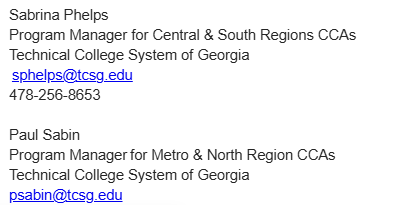 Sabrina Phelps
Program Manager for Central & South Regions CCAs
Technical College System of Georgia
sphelps@tcsg.edu
478-256-8653
Paul Sabin
Program Manager for Metro & North Region CCAs
Technical College System of Georgia
psabin@tcsg.edu